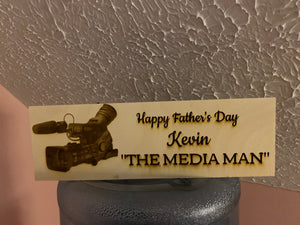 Happy Father's Day
Kevin
"THE MEDIA MAN"